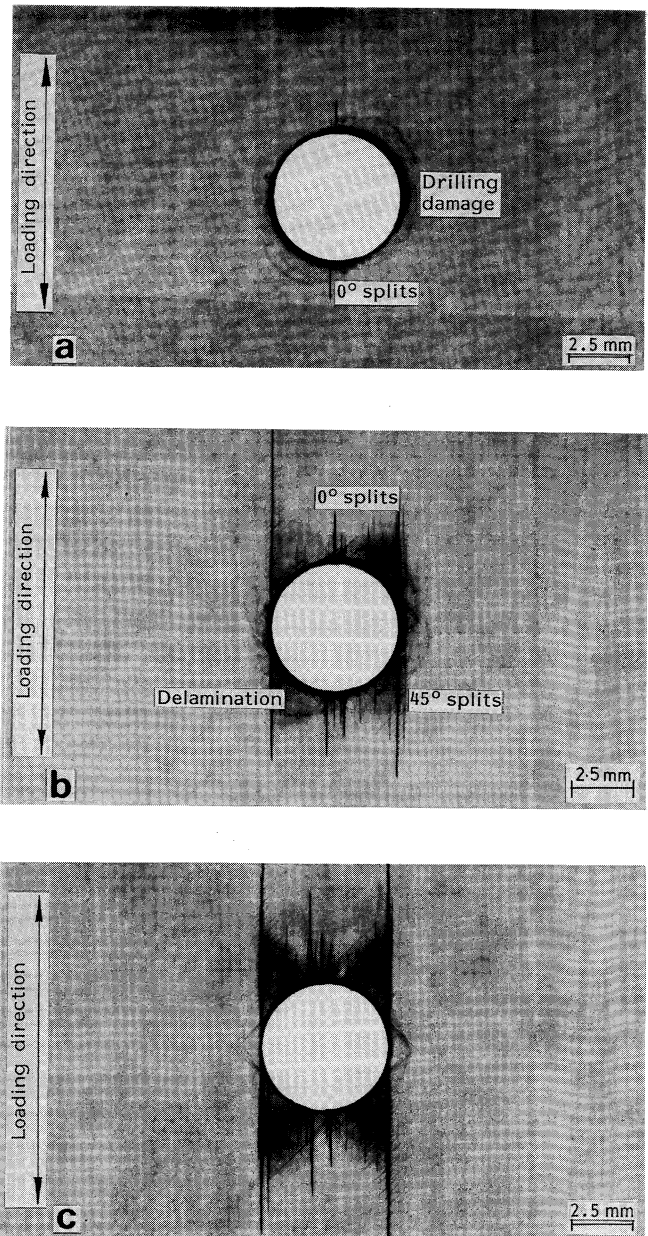 Loading direction
Drilling
damage
0° splits
a
2.5 mm
Loading direction
0° splits
Delamination
45° splits
b
2·5 mm
Loading direction
c
2.5 mm